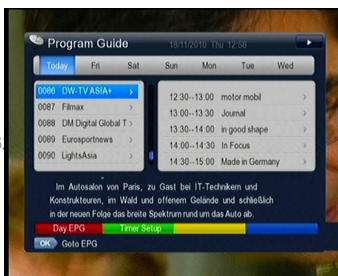 Program Guide 18/11/2010 Thu 12:58
Today Fri Sat Sun Mon Tue Wed
0086 DW-TV ASIA+
0087 Filmax
0088 DM Digital Global T
0089 Eurosportnews
0090 LightsAsia
12:30--13:00 motor mobil
13:00--13:30 Journal
13:30--14:00 in good shape
14:00--14:30 In Focus
14:30--15:00 Made in Germany
Im Autosalon von Paris, zu Gast bei IT-Technikern und
Konstrukteuren, im Wald und offenem Gelände und schließlich
in der neuen Folge das breite Spektrum rund um das Auto ab.
Day EPG Timer Setup
OK Goto EPG